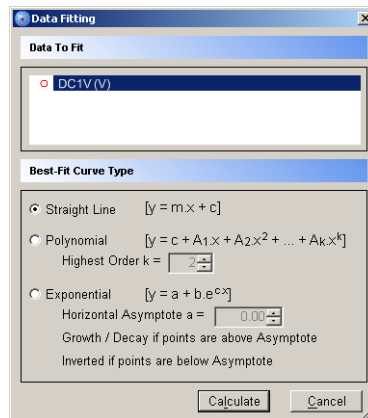 Data Fitting
Data To Fit
DC1V (V)
Best-Fit Curve Type
Straight Line [y = m.x + c]
Polynomial [y = c + A₁.x + A₂.x² + ... + Aₖ.xᵏ]
Highest Order k = 2
Exponential [y = a + b.eᶜ·ˣ]
Horizontal Asymptote a = 0.00
Growth / Decay if points are above Asymptote
Inverted if points are below Asymptote
Calculate Cancel